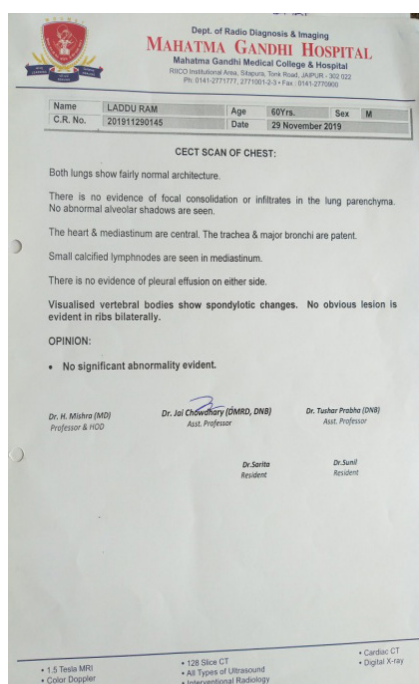 Dept. of Radio Diagnosis & Imaging
MAHATMA GANDHI HOSPITAL
Mahatma Gandhi Medical College & Hospital
RIICO Institutional Area, Sitapura, Tonk Road, JAIPUR - 302 022
Ph: 0141-2771777, 2771001-2-3 • Fax : 0141-2770900
Name LADDU RAM Age 60Yrs. Sex M
C.R. No. 201911290145 Date 29 November 2019
CECT SCAN OF CHEST:
Both lungs show fairly normal architecture.
There is no evidence of focal consolidation or infiltrates in the lung parenchyma.
No abnormal alveolar shadows are seen.
The heart & mediastinum are central. The trachea & major bronchi are patent.
Small calcified lymphnodes are seen in mediastinum.
There is no evidence of pleural effusion on either side.
Visualised vertebral bodies show spondylotic changes. No obvious lesion is
evident in ribs bilaterally.
OPINION:
• No significant abnormality evident.
Dr. H. Mishra (MD) Dr. Jai Chowdhary (DMRD, DNB) Dr. Tushar Prabha (DNB)
Professor & HOD Asst. Professor Asst. Professor
Dr.Sarita Dr.Sunil
Resident Resident
• 1.5 Tesla MRI • 128 Slice CT • Cardiac CT
• Color Doppler • All Types of Ultrasound • Digital X-ray
• Interventional Radiology